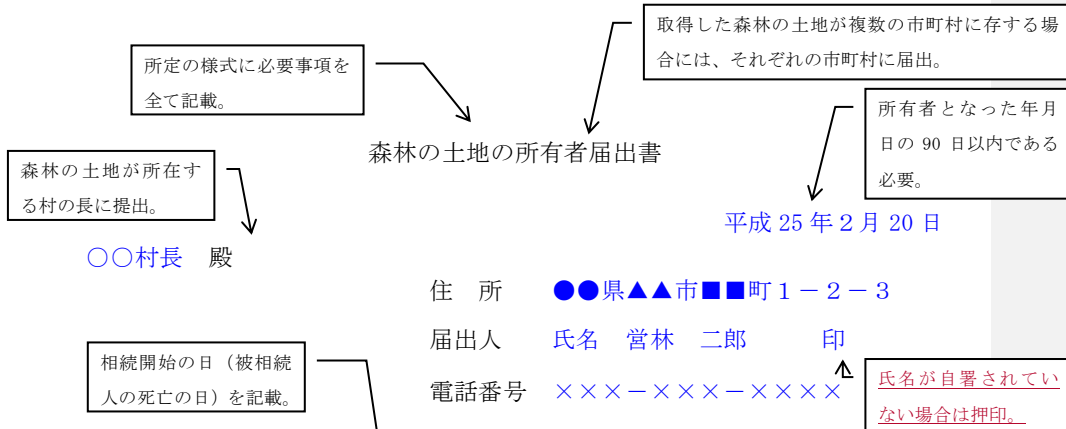 取得した森林の土地が複数の市町村に存する場
合には、それぞれの市町村に届出。
所定の様式に必要事項を
全て記載。
所有者となった年月
日の 90 日以内である
必要。
森林の土地の所有者届出書
森林の土地が所在す
る村の長に提出。
平成 25 年２月 20 日
〇〇村長　殿
住　所　●●県▲▲市■■町１－２－３
届出人　氏名　営林　二郎　　　印
相続開始の日（被相続
人の死亡の日）を記載。
電話番号　×××－×××－××××
氏名が自署されてい
ない場合は押印。